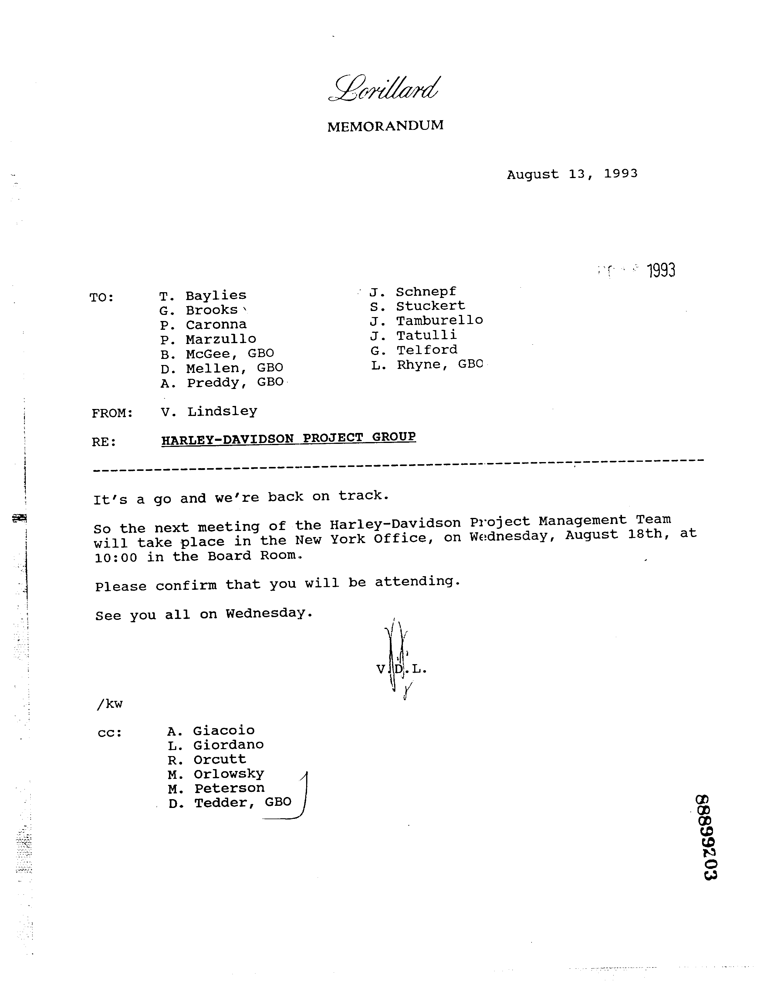 Lorillard
MEMORANDUM
August 13, 1993
1993
TO: T. Baylies J. Schnepf
G. Brooks S. Stuckert
P. Caronna J. Tamburello
P. Marzullo J. Tatulli
B. McGee, GBO G. Telford
D. Mellen, GBO L. Rhyne, GBO
A. Preddy, GBO
FROM: V. Lindsley
RE: HARLEY-DAVIDSON PROJECT GROUP
It's a go and we're back on track.
So the next meeting of the Harley-Davidson Project Management Team
will take place in the New York Office, on Wednesday, August 18th, at
10:00 in the Board Room.
Please confirm that you will be attending.
See you all on Wednesday.
V.D.L.
/kw
cc: A. Giacoio
L. Giordano
R. Orcutt
M. Orlowsky
M. Peterson
D. Tedder, GBO
88899203